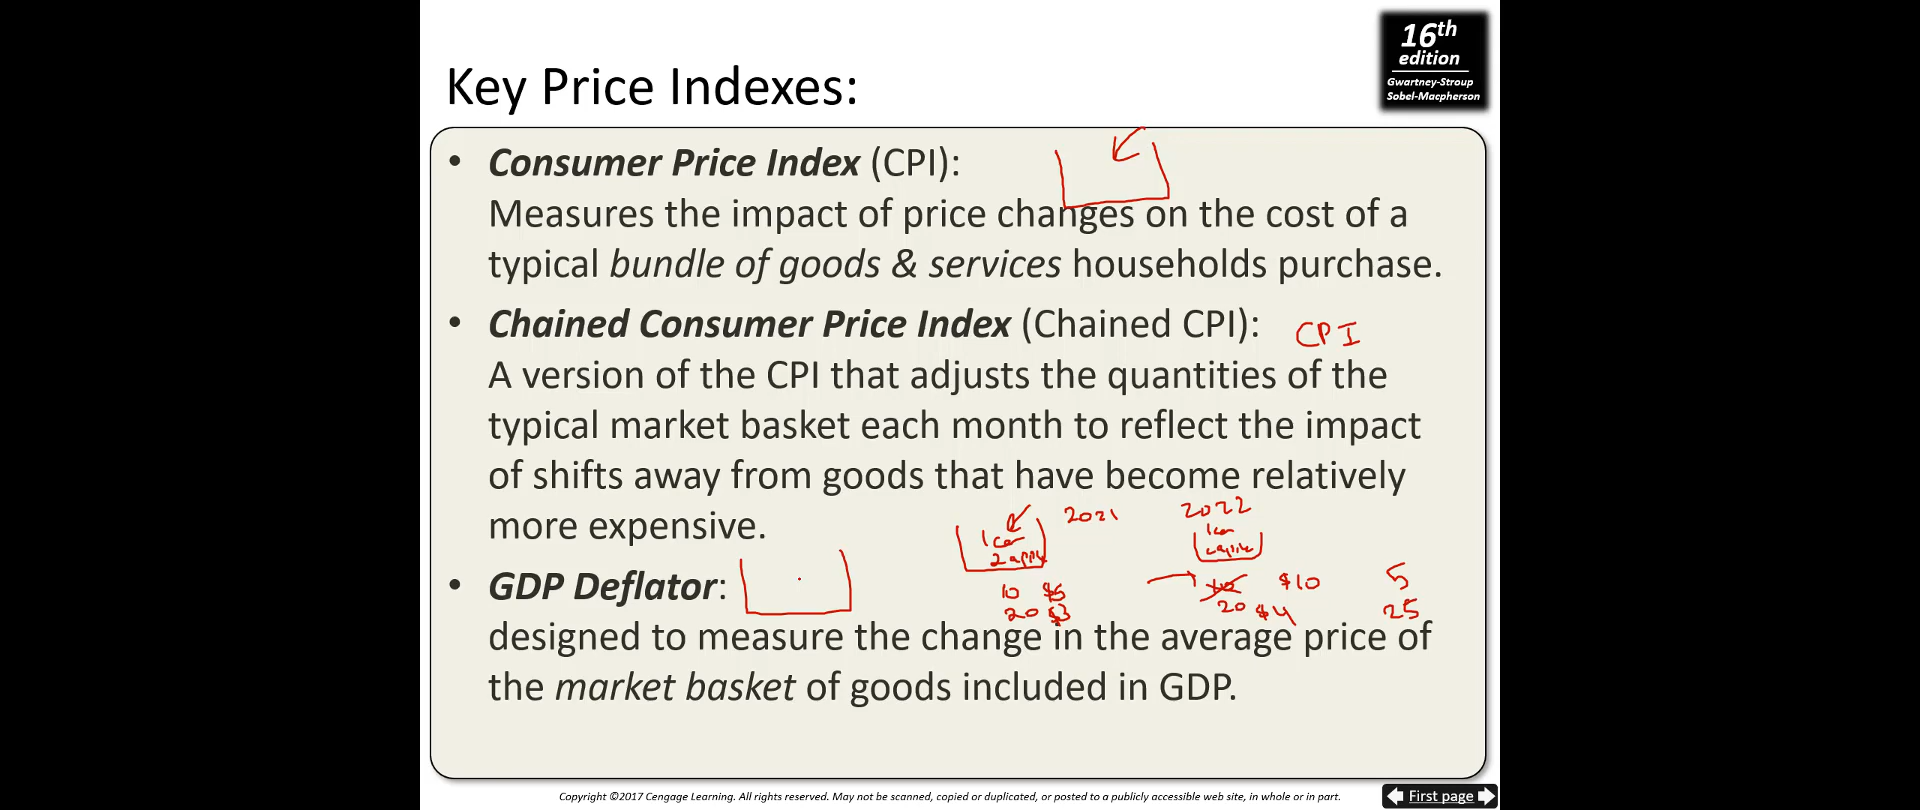 16th
edition
Gwartney-Stroup
Sobel-Macpherson
Key Price Indexes:
• Consumer Price Index (CPI):
Measures the impact of price changes on the cost of a
typical bundle of goods & services households purchase.
• Chained Consumer Price Index (Chained CPI): CPI
A version of the CPI that adjusts the quantities of the
typical market basket each month to reflect the impact
of shifts away from goods that have become relatively
more expensive.
2021 2022
1 car 1 car
2 apple
• GDP Deflator:
10 $5 $10 5
20 $3 20 $4 25
designed to measure the change in the average price of
the market basket of goods included in GDP.
Copyright ©2017 Cengage Learning. All rights reserved. May not be scanned, copied or duplicated, or posted to a publicly accessible web site, in whole or in part.
First page